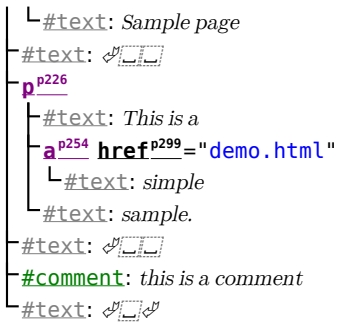 #text: Sample page
#text: ⏎␣␣
p p226
#text: This is a
a p254 href p299="demo.html"
#text: simple
#text: sample.
#text: ⏎␣␣
#comment: this is a comment
#text: ⏎␣⏎